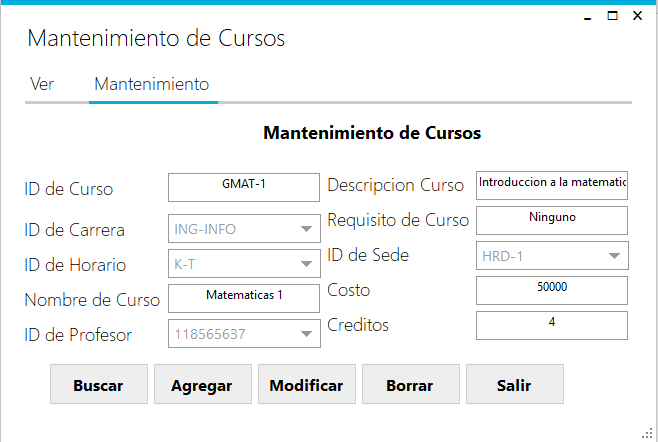 Mantenimiento de Cursos
Ver Mantenimiento
Mantenimiento de Cursos
ID de Curso GMAT-1
Descripcion Curso Introduccion a la matematic
ID de Carrera ING-INFO
Requisito de Curso Ninguno
ID de Horario K-T
ID de Sede HRD-1
Nombre de Curso Matematicas 1
Costo 50000
ID de Profesor 118565637
Creditos 4
Buscar Agregar Modificar Borrar Salir